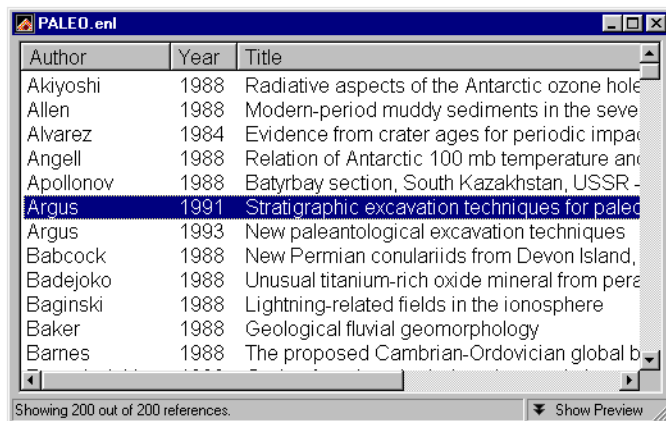 PALEO.enl
Author Year Title
Akiyoshi 1988 Radiative aspects of the Antarctic ozone hole
Allen 1988 Modern-period muddy sediments in the seve
Alvarez 1984 Evidence from crater ages for periodic impac
Angell 1988 Relation of Antarctic 100 mb temperature and
Apollonov 1988 Batyrbay section, South Kazakhstan, USSR -
Argus 1991 Stratigraphic excavation techniques for paleo
Argus 1993 New paleantological excavation techniques
Babcock 1988 New Permian conulariids from Devon Island,
Badejoko 1988 Unusual titanium-rich oxide mineral from pera
Baginski 1988 Lightning-related fields in the ionosphere
Baker 1988 Geological fluvial geomorphology
Barnes 1988 The proposed Cambrian-Ordovician global b
Showing 200 out of 200 references. Show Preview